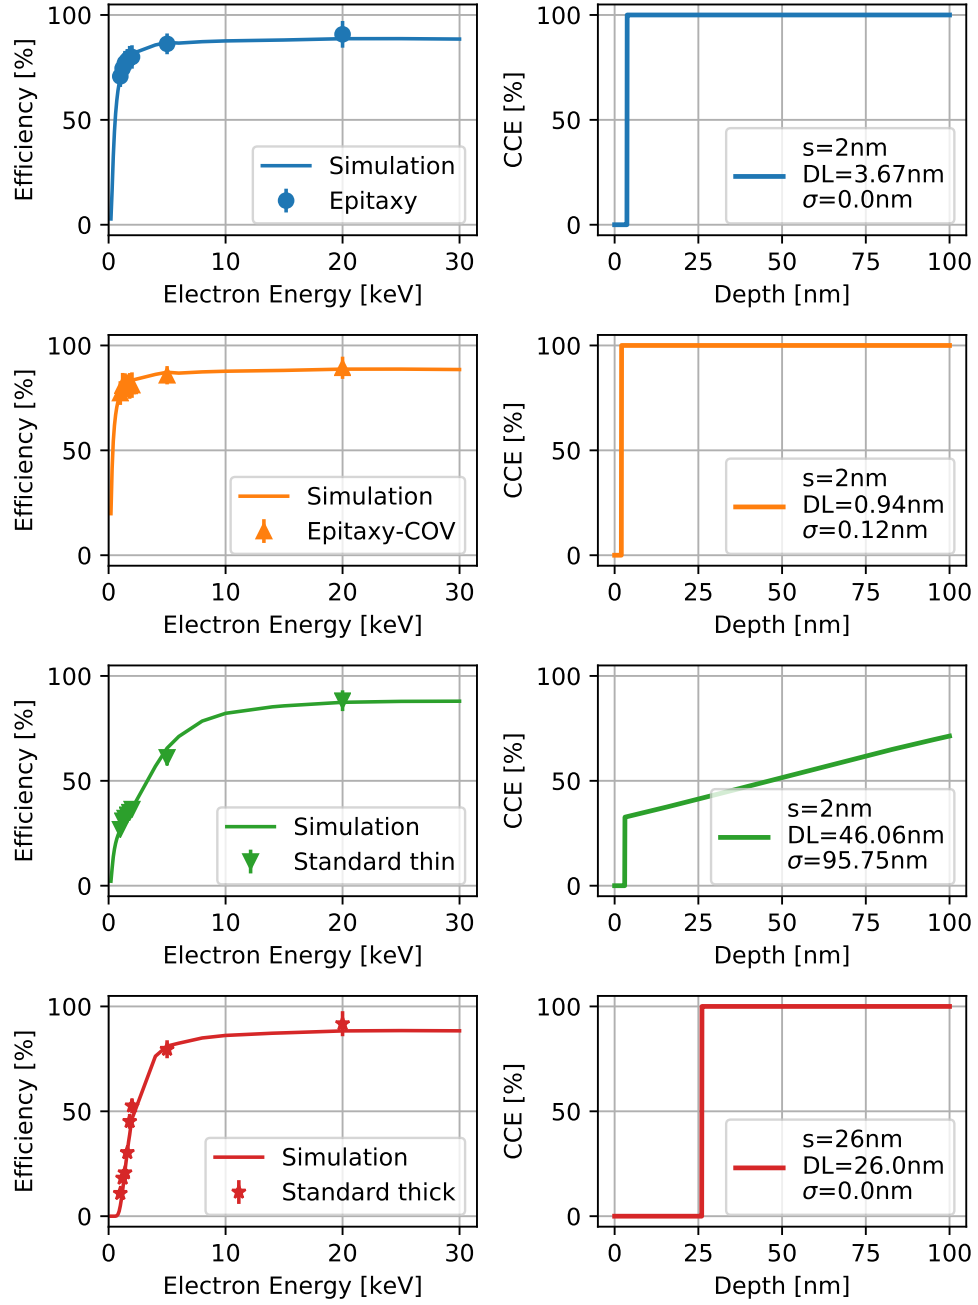 100
50
0
Efficiency [%]
Simulation
Epitaxy
0 10 20 30
Electron Energy [keV]
100
50
0
CCE [%]
s=2nm
DL=3.67nm
σ=0.0nm
0 25 50 75 100
Depth [nm]
100
50
0
Efficiency [%]
Simulation
Epitaxy-COV
0 10 20 30
Electron Energy [keV]
100
50
0
CCE [%]
s=2nm
DL=0.94nm
σ=0.12nm
0 25 50 75 100
Depth [nm]
100
50
0
Efficiency [%]
Simulation
Standard thin
0 10 20 30
Electron Energy [keV]
100
50
0
CCE [%]
s=2nm
DL=46.06nm
σ=95.75nm
0 25 50 75 100
Depth [nm]
100
50
0
Efficiency [%]
Simulation
Standard thick
0 10 20 30
Electron Energy [keV]
100
50
0
CCE [%]
s=26nm
DL=26.0nm
σ=0.0nm
0 25 50 75 100
Depth [nm]